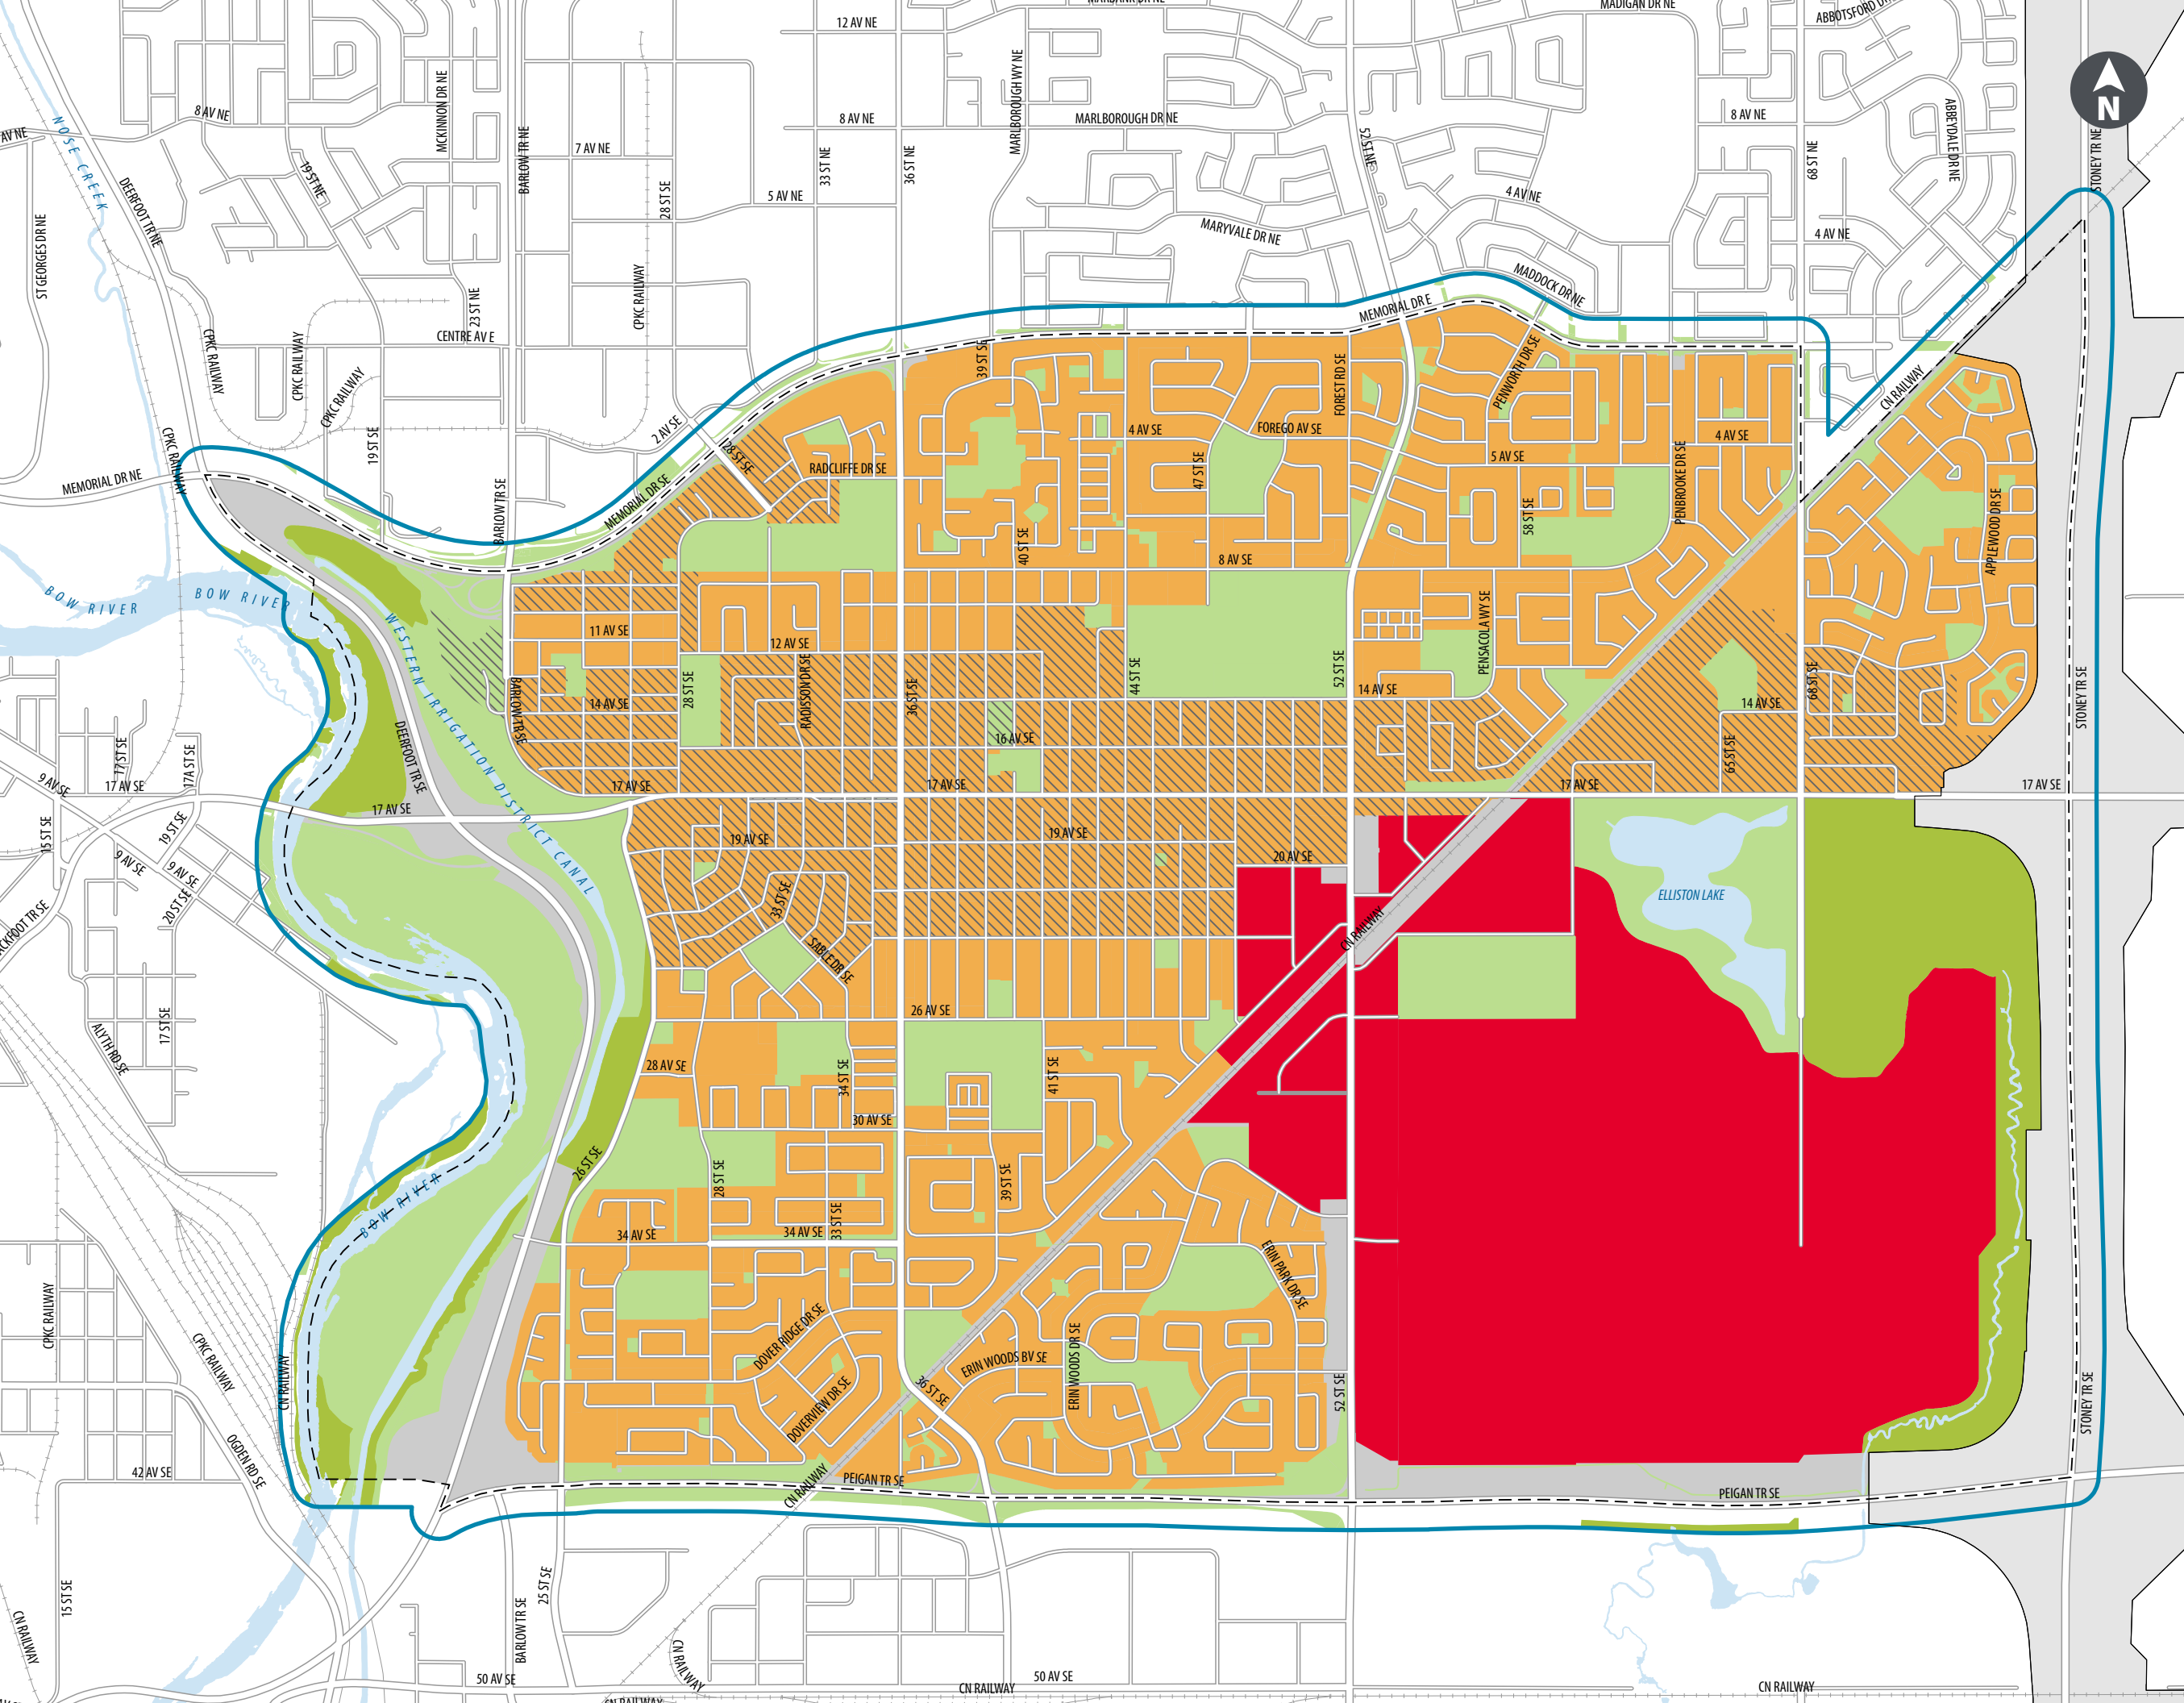 MARBANK DR NE
MADIGAN DR NE
ABBOTSFORD DR
12 AV NE
N
8 AV NE
AV NE
NOSE CREEK
MCKINNON DR NE
BARLOW TR NE
7 AV NE
8 AV NE
MARLBOROUGH WY NE
MARLBOROUGH DR NE
52 ST NE
8 AV NE
68 ST NE
ABBEYDALE DR NE
STONEY TR NE
19 ST NE
DEERFOOT TR NE
28 ST SE
33 ST NE
36 ST NE
5 AV NE
4 AV NE
MARYVALE DR NE
4 AV NE
ST GEORGES DR NE
CPKC RAILWAY
23 ST NE
CENTRE AV E
CPKC RAILWAY
CPKC RAILWAY
CPKC RAILWAY
MADDOCK DR NE
MEMORIAL DR E
39 ST SE
FOREST RD SE
PENWORTH DR SE
CN RAILWAY
19 ST SE
2 AV SE
28 ST SE
CPKC RAILWAY
MEMORIAL DR NE
MEMORIAL DR SE
BARLOW TR SE
RADCLIFFE DR SE
4 AV SE
FOREGO AV SE
47 ST SE
5 AV SE
4 AV SE
PENBROOKE DR SE
58 ST SE
40 ST SE
8 AV SE
APPLEWOOD DR SE
BOW RIVER
BOW RIVER
WESTERN IRRIGATION DISTRICT CANAL
11 AV SE
12 AV SE
PENSACOLA WY SE
14 AV SE
28 ST SE
RADISSON DR SE
36 ST SE
44 ST SE
52 ST SE
14 AV SE
14 AV SE
68 ST SE
65 ST SE
STONEY TR SE
BARLOW TR SE
16 AV SE
DEERFOOT TR SE
17 ST SE
17A ST SE
9 AV SE
17 AV SE
17 AV SE
17 AV SE
17 AV SE
17 AV SE
17 AV SE
15 ST SE
19 ST SE
9 AV SE
9 AV SE
20 ST SE
19 AV SE
19 AV SE
20 AV SE
33 ST SE
SABLE DR SE
CN RAILWAY
ELLISTON LAKE
ACKFOOT TR SE
ALYTH RD SE
17 ST SE
26 AV SE
28 AV SE
34 ST SE
41 ST SE
30 AV SE
26 ST SE
28 ST SE
39 ST SE
BOW RIVER
34 AV SE
34 AV SE
33 ST SE
ERIN PARK DR SE
DOVER RIDGE DR SE
ERIN WOODS BV SE
ERIN WOODS DR SE
36 ST SE
DOVERVIEW DR SE
52 ST SE
STONEY TR SE
CPKC RAILWAY
CPKC RAILWAY
CN RAILWAY
OGDEN RD SE
42 AV SE
CN RAILWAY
PEIGAN TR SE
PEIGAN TR SE
15 ST SE
CN RAILWAY
BARLOW TR SE
25 ST SE
CN RAILWAY
50 AV SE
50 AV SE
CN RAILWAY
CN RAILWAY
CN RAILWAY